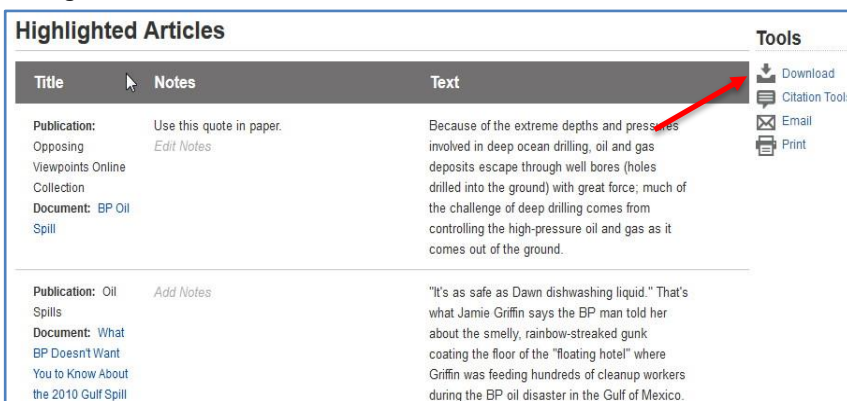 Highlighted Articles
Tools
Title Notes Text
Download
Citation Tools
Email
Print
Publication:
Opposing
Viewpoints Online
Collection
Document: BP Oil
Spill
Use this quote in paper.
Edit Notes
Because of the extreme depths and pressures
involved in deep ocean drilling, oil and gas
deposits escape through well bores (holes
drilled into the ground) with great force; much of
the challenge of deep drilling comes from
controlling the high-pressure oil and gas as it
comes out of the ground.
Publication: Oil
Spills
Document: What
BP Doesn't Want
You to Know About
the 2010 Gulf Spill
Add Notes
"It's as safe as Dawn dishwashing liquid." That's
what Jamie Griffin says the BP man told her
about the smelly, rainbow-streaked gunk
coating the floor of the "floating hotel" where
Griffin was feeding hundreds of cleanup workers
during the BP oil disaster in the Gulf of Mexico.